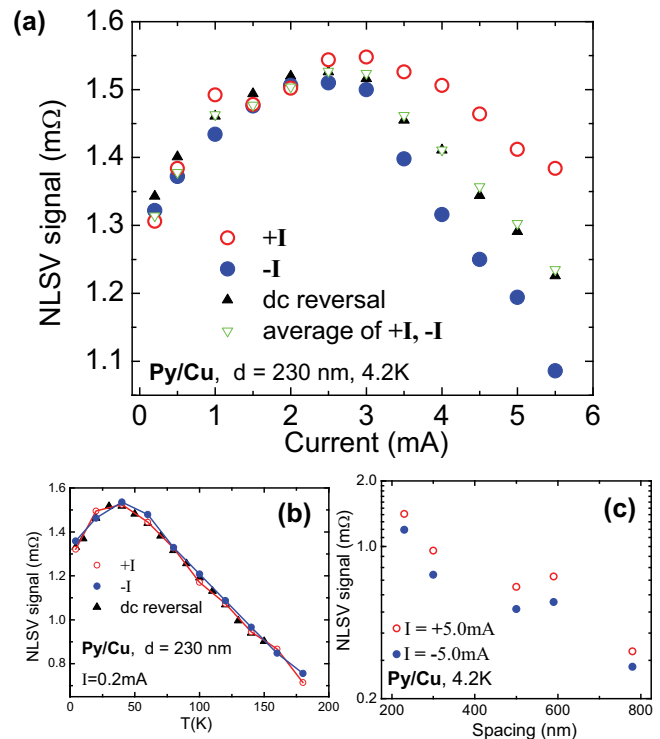 (a)
1.6
1.5
1.4
1.3
1.2
1.1
NLSV signal (mΩ)
+I
-I
dc reversal
average of +I, -I
Py/Cu, d = 230 nm, 4.2K
0 1 2 3 4 5 6
Current (mA)
(b)
1.6
1.4
1.2
1.0
0.8
NLSV signal (mΩ)
+I
-I
dc reversal
Py/Cu, d = 230 nm
I=0.2mA
0 50 100 150 200
T(K)
(c)
2.0
1.0
0.2
NLSV signal (mΩ)
I = +5.0mA
I = -5.0mA
Py/Cu, 4.2K
200 400 600 800
Spacing (nm)